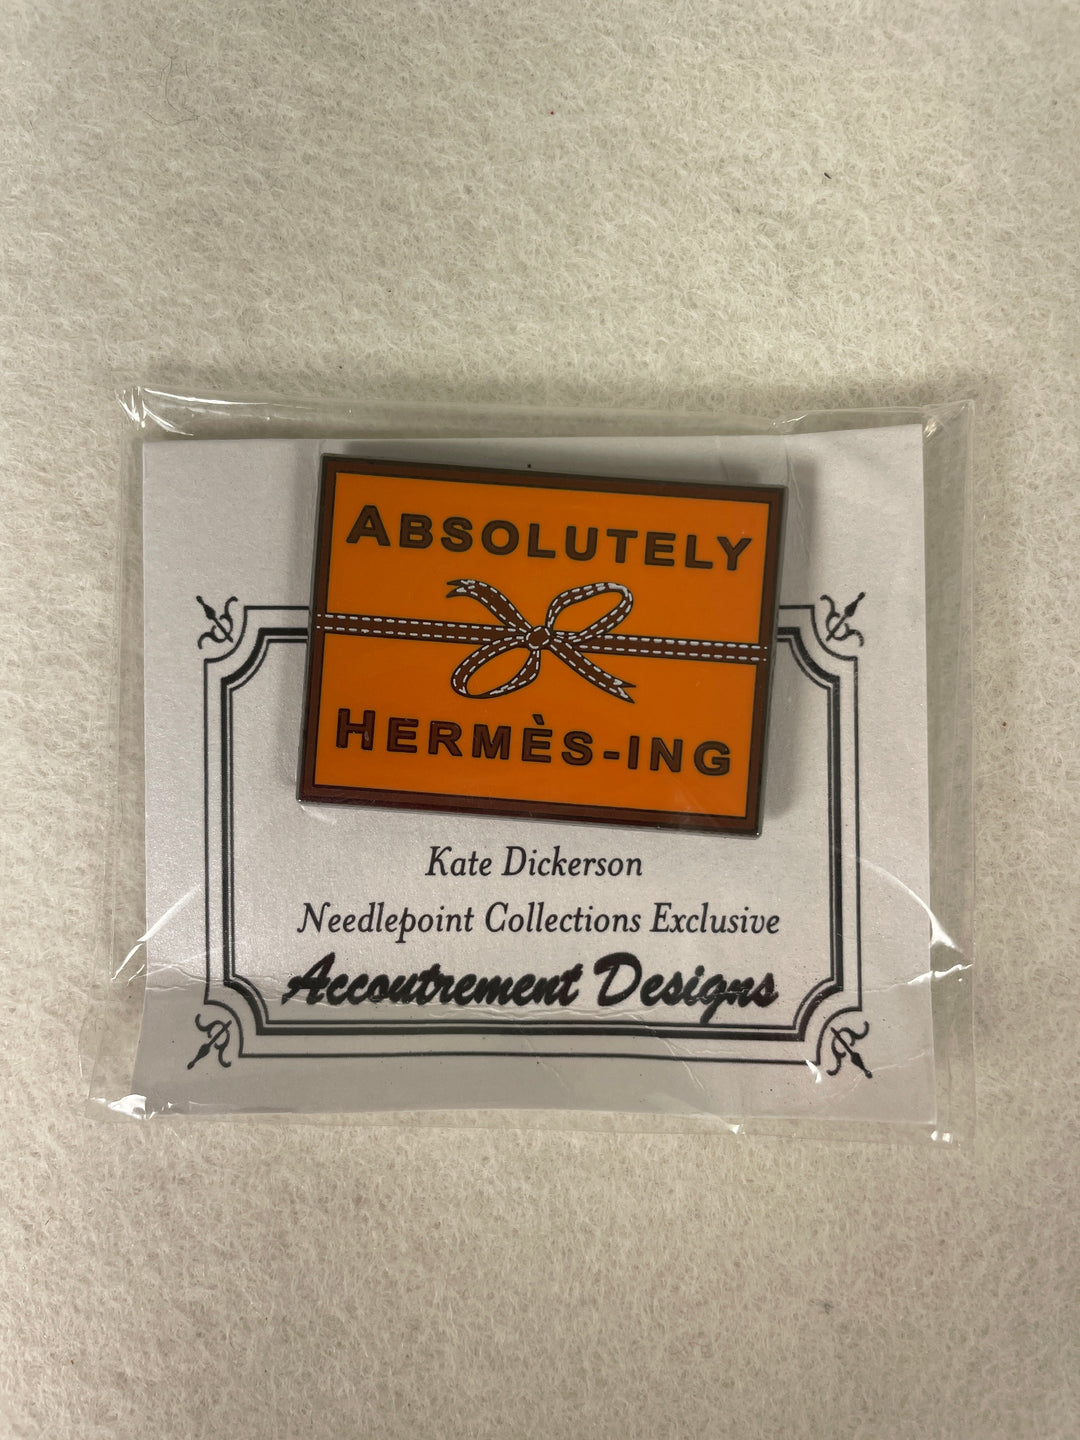 ABSOLUTELY
HERMÈS-ING
Kate Dickerson
Needlepoint Collections Exclusive
Accoutrement Designs